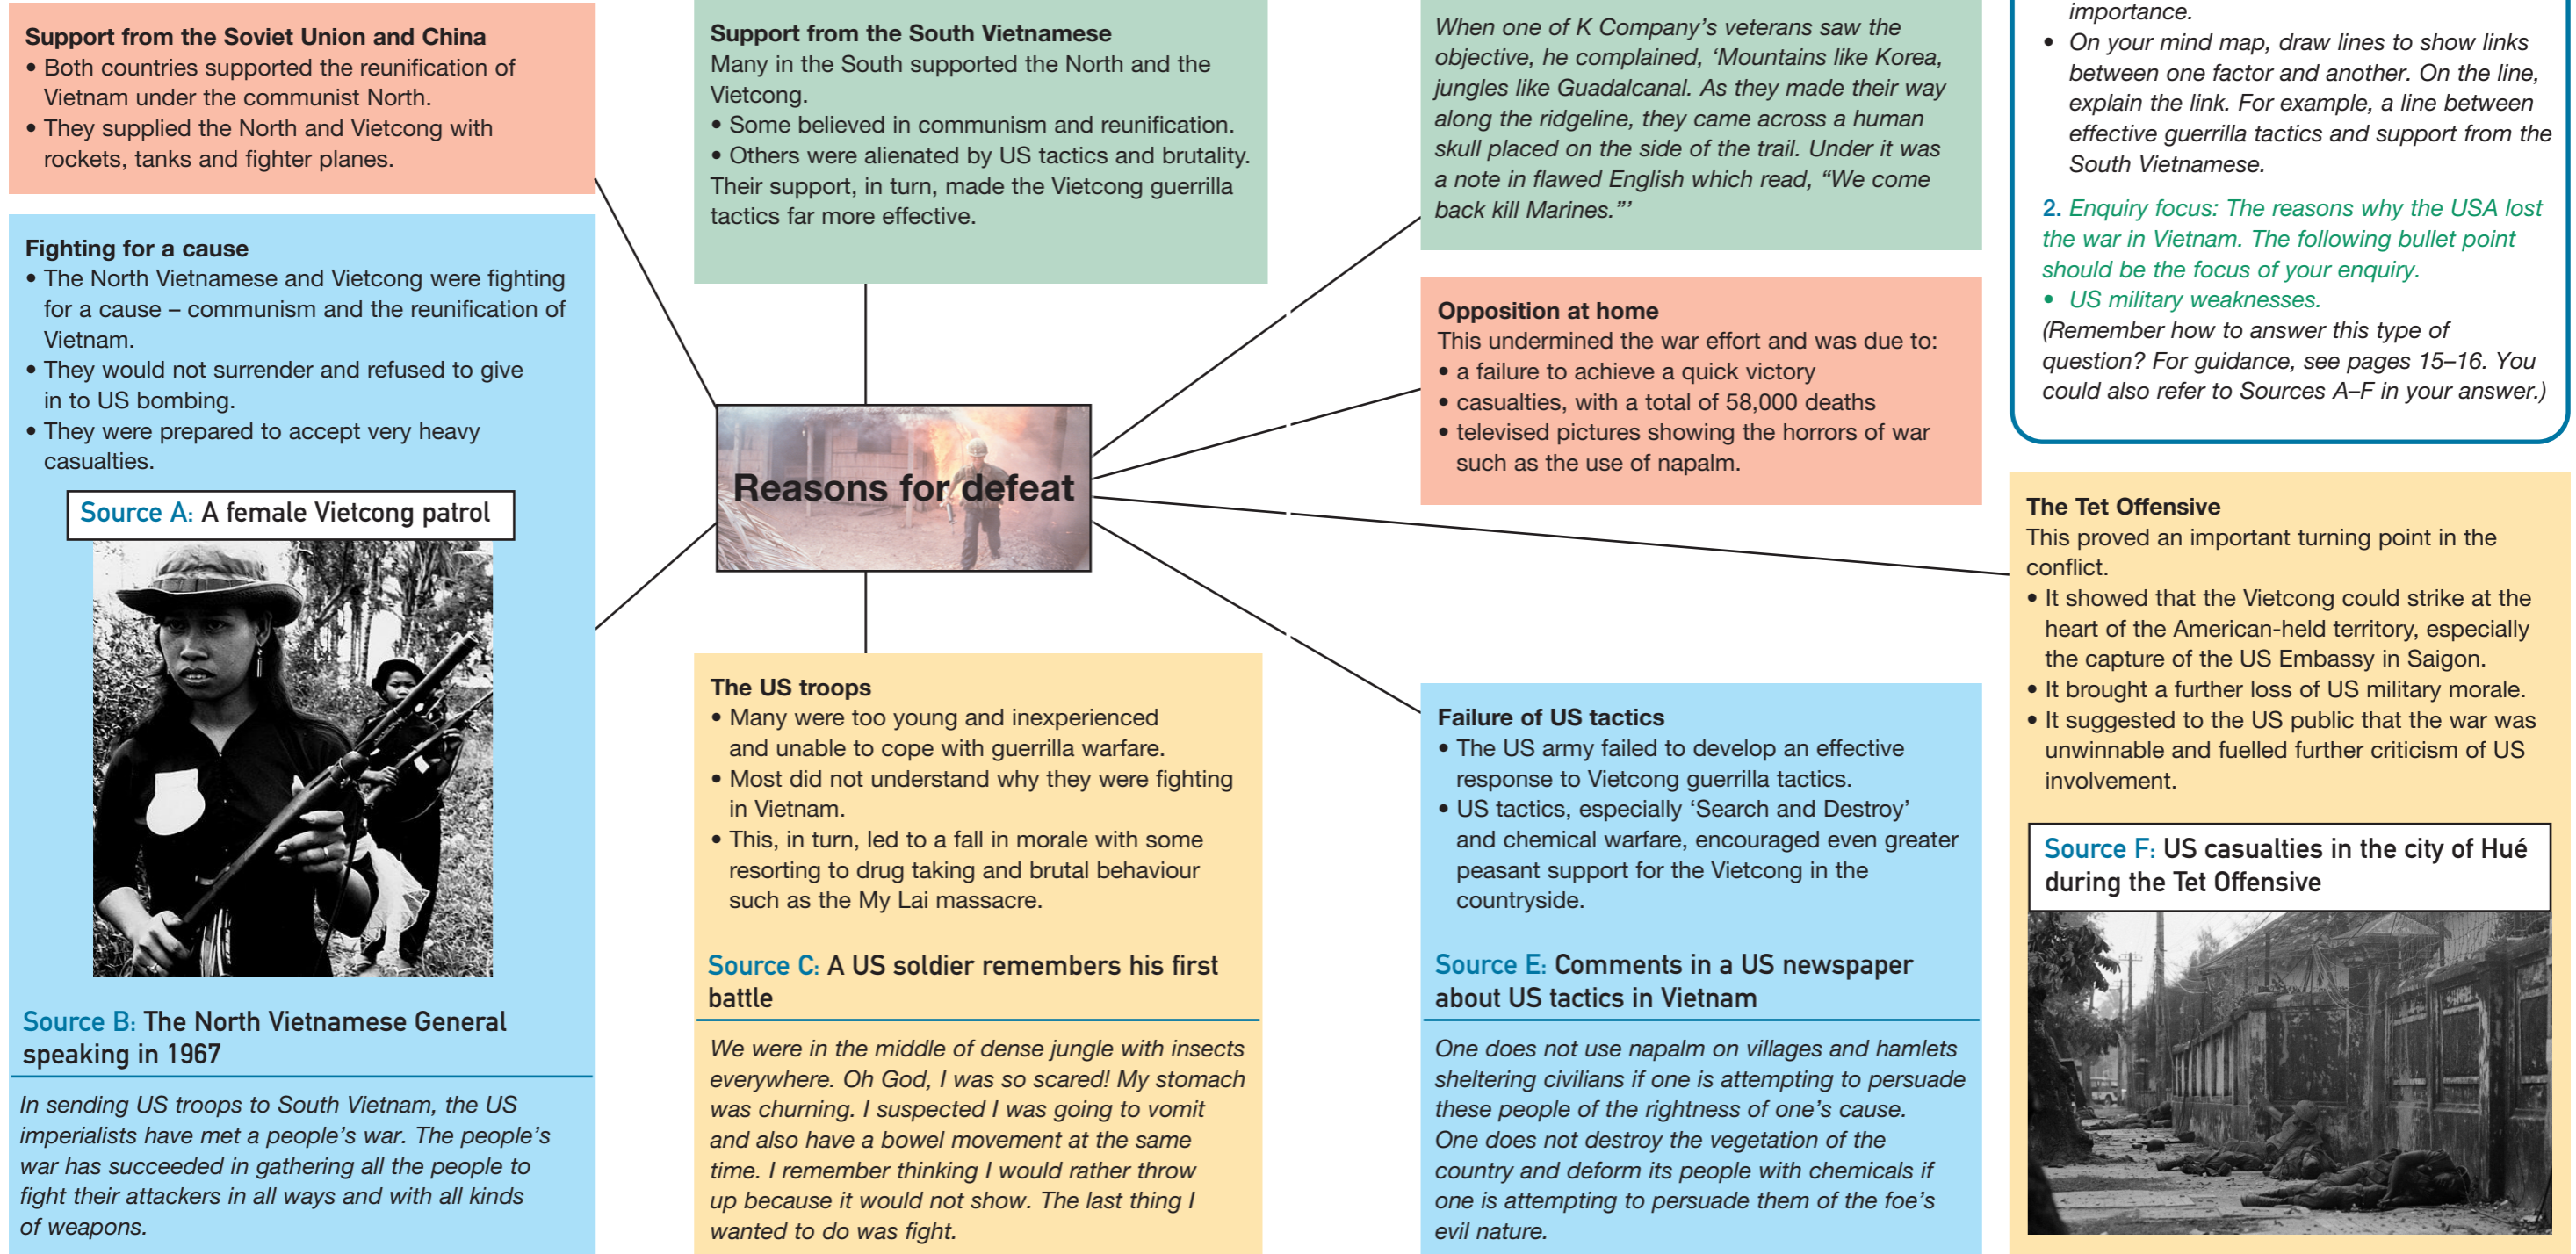 Support from the Soviet Union and China
• Both countries supported the reunification of
Vietnam under the communist North.
• They supplied the North and Vietcong with
rockets, tanks and fighter planes.
Fighting for a cause
• The North Vietnamese and Vietcong were fighting
for a cause – communism and the reunification of
Vietnam.
• They would not surrender and refused to give
in to US bombing.
• They were prepared to accept very heavy
casualties.
Source A: A female Vietcong patrol
Source B: The North Vietnamese General
speaking in 1967
In sending US troops to South Vietnam, the US
imperialists have met a people’s war. The people’s
war has succeeded in gathering all the people to
fight their attackers in all ways and with all kinds
of weapons.
Support from the South Vietnamese
Many in the South supported the North and the
Vietcong.
• Some believed in communism and reunification.
• Others were alienated by US tactics and brutality.
Their support, in turn, made the Vietcong guerrilla
tactics far more effective.
Reasons for defeat
The US troops
• Many were too young and inexperienced
and unable to cope with guerrilla warfare.
• Most did not understand why they were fighting
in Vietnam.
• This, in turn, led to a fall in morale with some
resorting to drug taking and brutal behaviour
such as the My Lai massacre.
Source C: A US soldier remembers his first
battle
We were in the middle of dense jungle with insects
everywhere. Oh God, I was so scared! My stomach
was churning. I suspected I was going to vomit
and also have a bowel movement at the same
time. I remember thinking I would rather throw
up because it would not show. The last thing I
wanted to do was fight.
When one of K Company’s veterans saw the
objective, he complained, ‘Mountains like Korea,
jungles like Guadalcanal. As they made their way
along the ridgeline, they came across a human
skull placed on the side of the trail. Under it was
a note in flawed English which read, “We come
back kill Marines.”’
Opposition at home
This undermined the war effort and was due to:
• a failure to achieve a quick victory
• casualties, with a total of 58,000 deaths
• televised pictures showing the horrors of war
such as the use of napalm.
Failure of US tactics
• The US army failed to develop an effective
response to Vietcong guerrilla tactics.
• US tactics, especially ‘Search and Destroy’
and chemical warfare, encouraged even greater
peasant support for the Vietcong in the
countryside.
Source E: Comments in a US newspaper
about US tactics in Vietnam
One does not use napalm on villages and hamlets
sheltering civilians if one is attempting to persuade
these people of the rightness of one’s cause.
One does not destroy the vegetation of the
country and deform its people with chemicals if
one is attempting to persuade them of the foe’s
evil nature.
importance.
• On your mind map, draw lines to show links
between one factor and another. On the line,
explain the link. For example, a line between
effective guerrilla tactics and support from the
South Vietnamese.
2. Enquiry focus: The reasons why the USA lost
the war in Vietnam. The following bullet point
should be the focus of your enquiry.
• US military weaknesses.
(Remember how to answer this type of
question? For guidance, see pages 15–16. You
could also refer to Sources A–F in your answer.)
The Tet Offensive
This proved an important turning point in the
conflict.
• It showed that the Vietcong could strike at the
heart of the American-held territory, especially
the capture of the US Embassy in Saigon.
• It brought a further loss of US military morale.
• It suggested to the US public that the war was
unwinnable and fuelled further criticism of US
involvement.
Source F: US casualties in the city of Hué
during the Tet Offensive